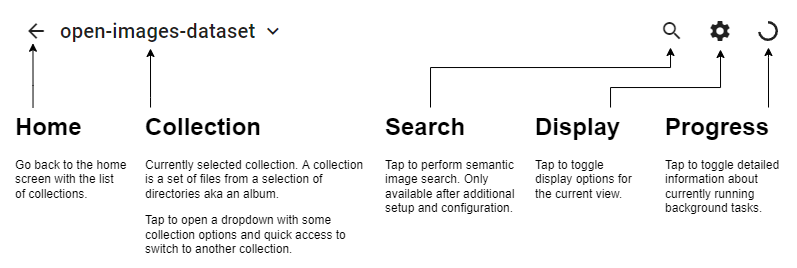 open-images-dataset
Home
Go back to the home
screen with the list
of collections.
Collection
Currently selected collection. A collection
is a set of files from a selection of
directories aka an album.
Tap to open a dropdown with some
collection options and quick access to
switch to another collection.
Search
Tap to perform semantic
image search. Only
available after additional
setup and configuration.
Display
Tap to toggle
display options for
the current view.
Progress
Tap to toggle detailed
information about
currently running
background tasks.